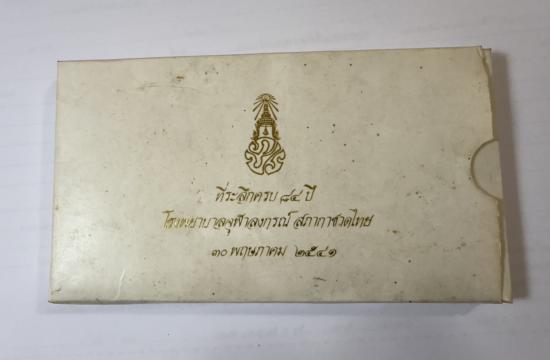 ที่ระลึกครบ ๘๔ ปี
โรงพยาบาลจุฬาลงกรณ์ สภากาชาดไทย
๓๐ พฤษภาคม ๒๕๔๑